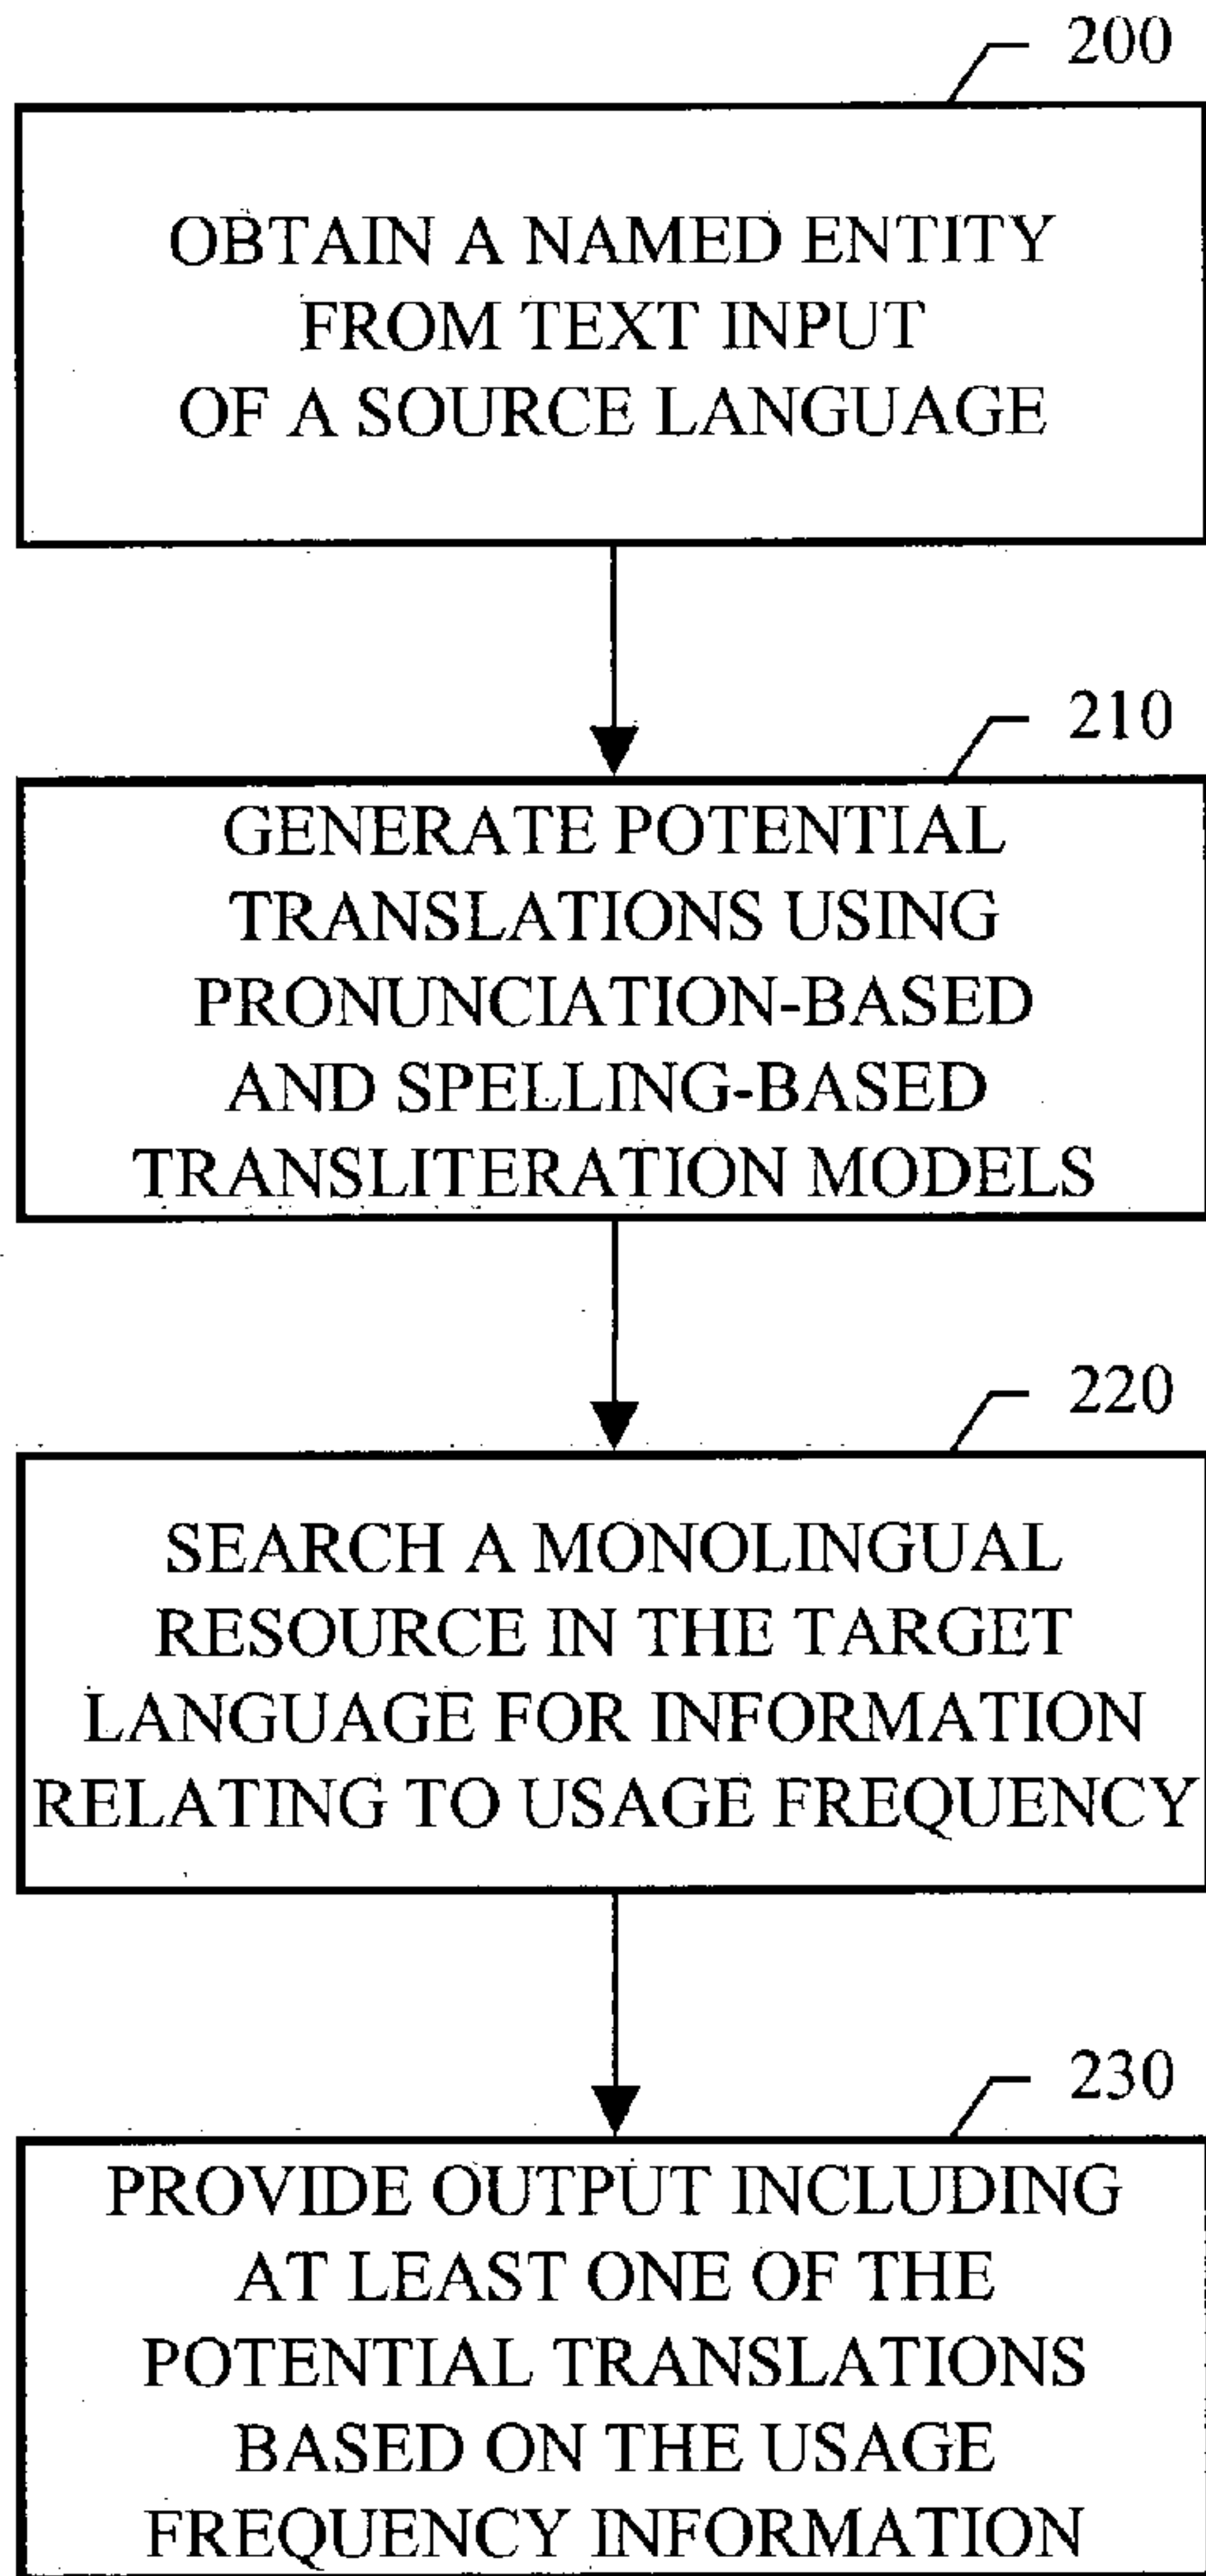 200
OBTAIN A NAMED ENTITY
FROM TEXT INPUT
OF A SOURCE LANGUAGE
210
GENERATE POTENTIAL
TRANSLATIONS USING
PRONUNCIATION-BASED
AND SPELLING-BASED
TRANSLITERATION MODELS
220
SEARCH A MONOLINGUAL
RESOURCE IN THE TARGET
LANGUAGE FOR INFORMATION
RELATING TO USAGE FREQUENCY
230
PROVIDE OUTPUT INCLUDING
AT LEAST ONE OF THE
POTENTIAL TRANSLATIONS
BASED ON THE USAGE
FREQUENCY INFORMATION